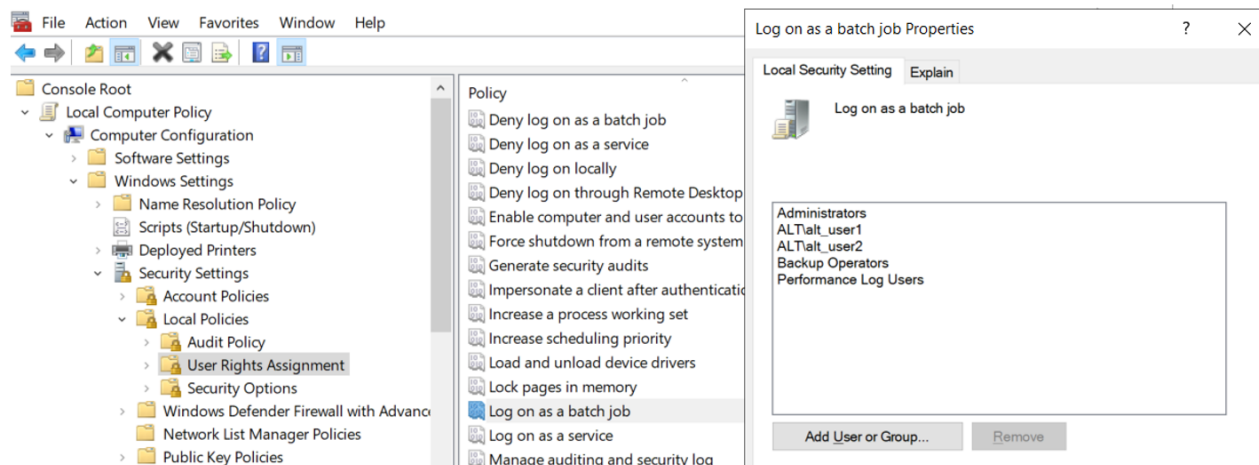 File Action View Favorites Window Help
Console Root
Local Computer Policy
Computer Configuration
Software Settings
Windows Settings
Name Resolution Policy
Scripts (Startup/Shutdown)
Deployed Printers
Security Settings
Account Policies
Local Policies
Audit Policy
User Rights Assignment
Security Options
Windows Defender Firewall with Advanc
Network List Manager Policies
Public Key Policies
Policy
Deny log on as a batch job
Deny log on as a service
Deny log on locally
Deny log on through Remote Desktop
Enable computer and user accounts to
Force shutdown from a remote system
Generate security audits
Impersonate a client after authenticatio
Increase a process working set
Increase scheduling priority
Load and unload device drivers
Lock pages in memory
Log on as a batch job
Log on as a service
Manage auditing and security log
Log on as a batch job Properties ?
Local Security Setting Explain
Log on as a batch job
Administrators
ALT\alt_user1
ALT\alt_user2
Backup Operators
Performance Log Users
Add User or Group... Remove